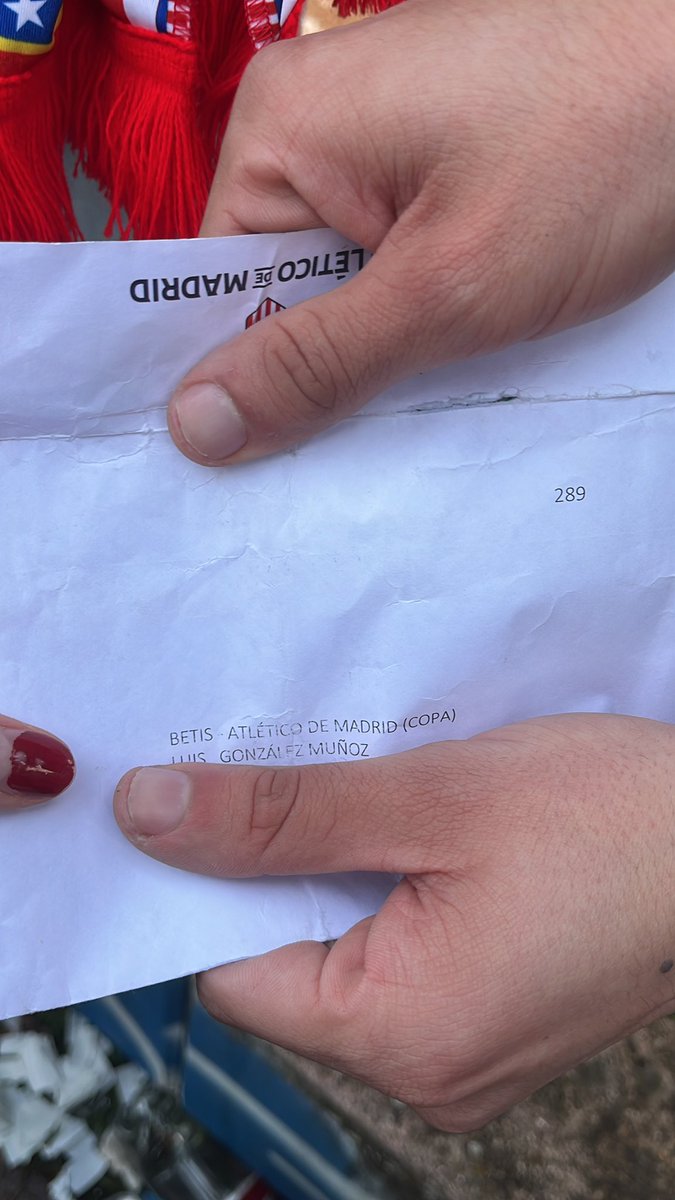 LÉTICO DE MADRID
289
BETIS - ATLÉTICO DE MADRID (COPA)
LUIS GONZÁLEZ MUÑOZ